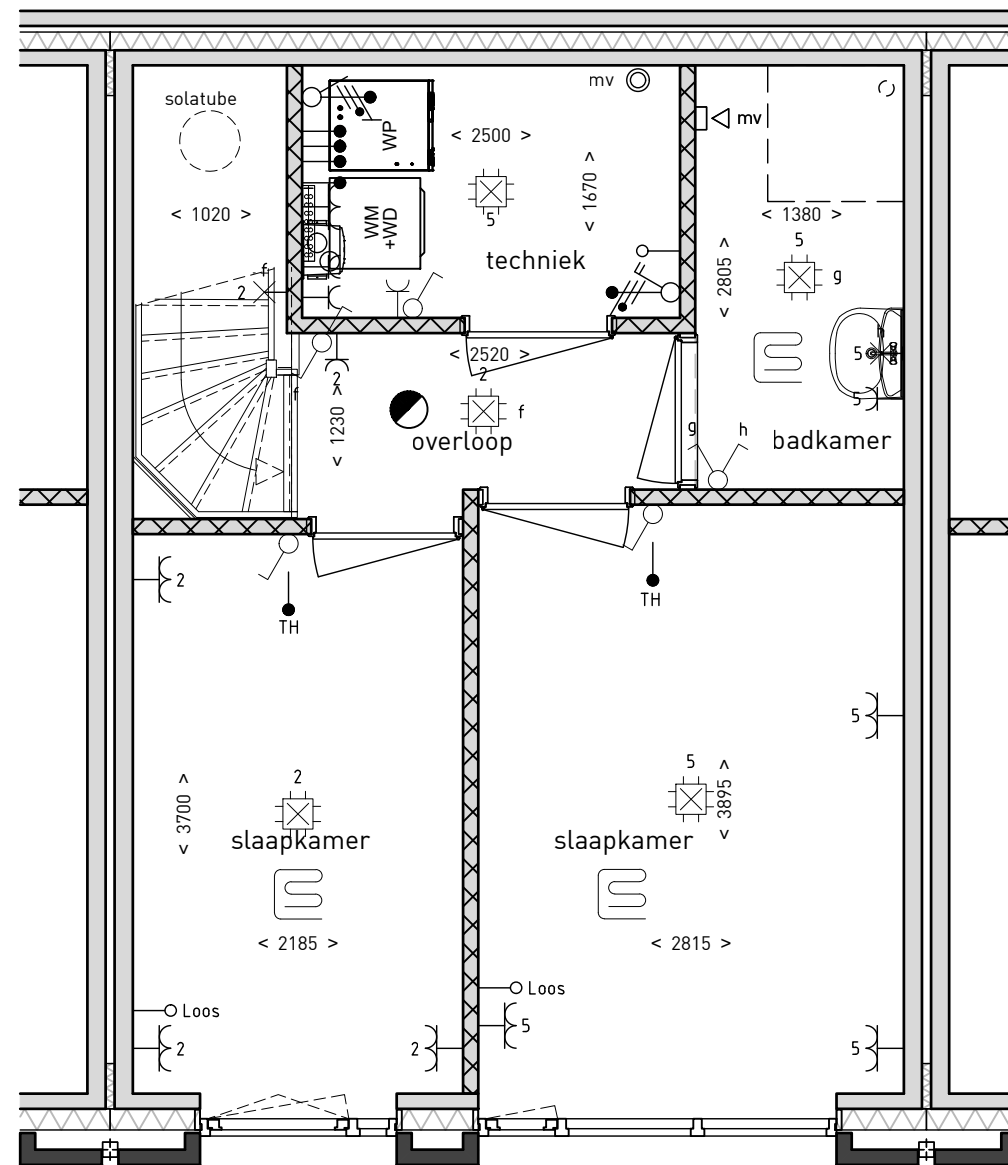 solatube
mv
WP
< 2500 >
mv
< 1020 >
WM
+WD
< 1670 >
5
techniek
< 1380 >
5
g
< 2805 >
f
2
< 2520 >
2
f
5
2
f
< 1230 >
overloop
5
g
h
badkamer
2
TH
TH
5
2
5
< 3700 >
< 3895 >
slaapkamer
slaapkamer
< 2185 >
< 2815 >
Loos
Loos
2
2
5
5